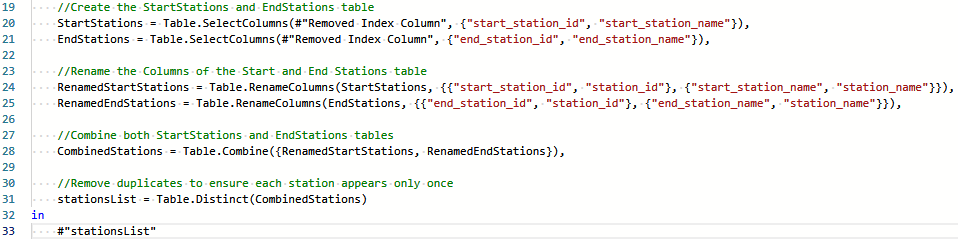 19 //Create the StartStations and EndStations table
20 StartStations = Table.SelectColumns(#"Removed Index Column", {"start_station_id", "start_station_name"}),
21 EndStations = Table.SelectColumns(#"Removed Index Column", {"end_station_id", "end_station_name"}),
22
23 //Rename the Columns of the Start and End Stations table
24 RenamedStartStations = Table.RenameColumns(StartStations, {{"start_station_id", "station_id"}, {"start_station_name", "station_name"}}),
25 RenamedEndStations = Table.RenameColumns(EndStations, {{"end_station_id", "station_id"}, {"end_station_name", "station_name"}}),
26
27 //Combine both StartStations and EndStations tables
28 CombinedStations = Table.Combine({RenamedStartStations, RenamedEndStations}),
29
30 //Remove duplicates to ensure each station appears only once
31 stationsList = Table.Distinct(CombinedStations)
32 in
33 #"stationsList"